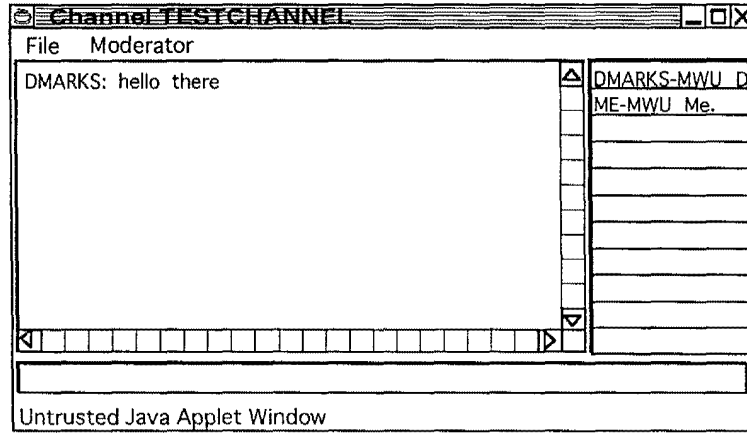 Channel TESTCHANNEL
File Moderator
DMARKS: hello there
DMARKS-MWU D
ME-MWU Me.
Untrusted Java Applet Window